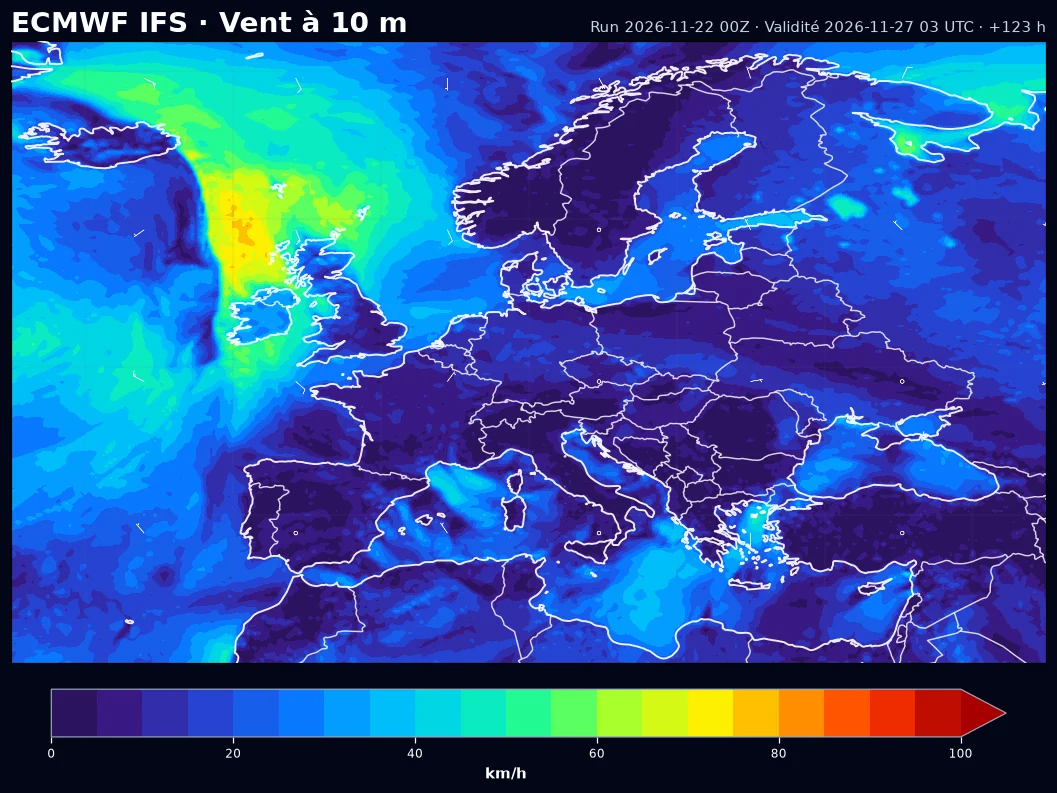 ECMWF IFS · Vent à 10 m
Run 2026-11-22 00Z · Validité 2026-11-27 03 UTC · +123 h
0 20 40 60 80 100
km/h